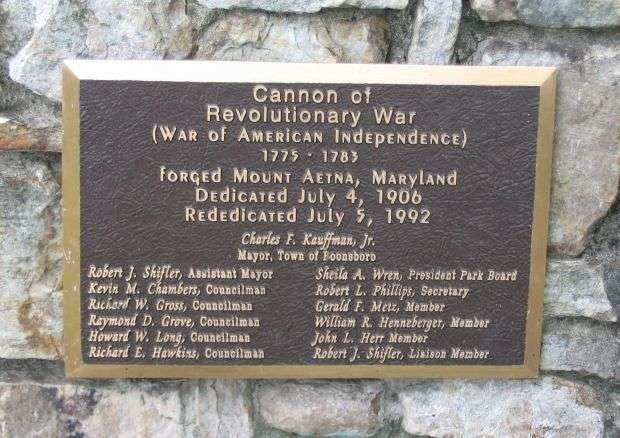 Cannon of
Revolutionary War
(War of American Independence)
1775 · 1783
forged Mount Aetna, Maryland
Dedicated July 4, 1906
Rededicated July 5, 1992
Charles F. Kauffman, Jr.
Mayor, Town of Boonsboro
Robert J. Shifler, Assistant Mayor
Kevin M. Chambers, Councilman
Richard W. Gross, Councilman
Raymond D. Grove, Councilman
Howard W. Long, Councilman
Richard E. Hawkins, Councilman
Sheila A. Wren, President Park Board
Robert L. Phillips, Secretary
Gerald F. Metz, Member
William R. Henneberger, Member
John L. Herr Member
Robert J. Shifler, Liaison Member